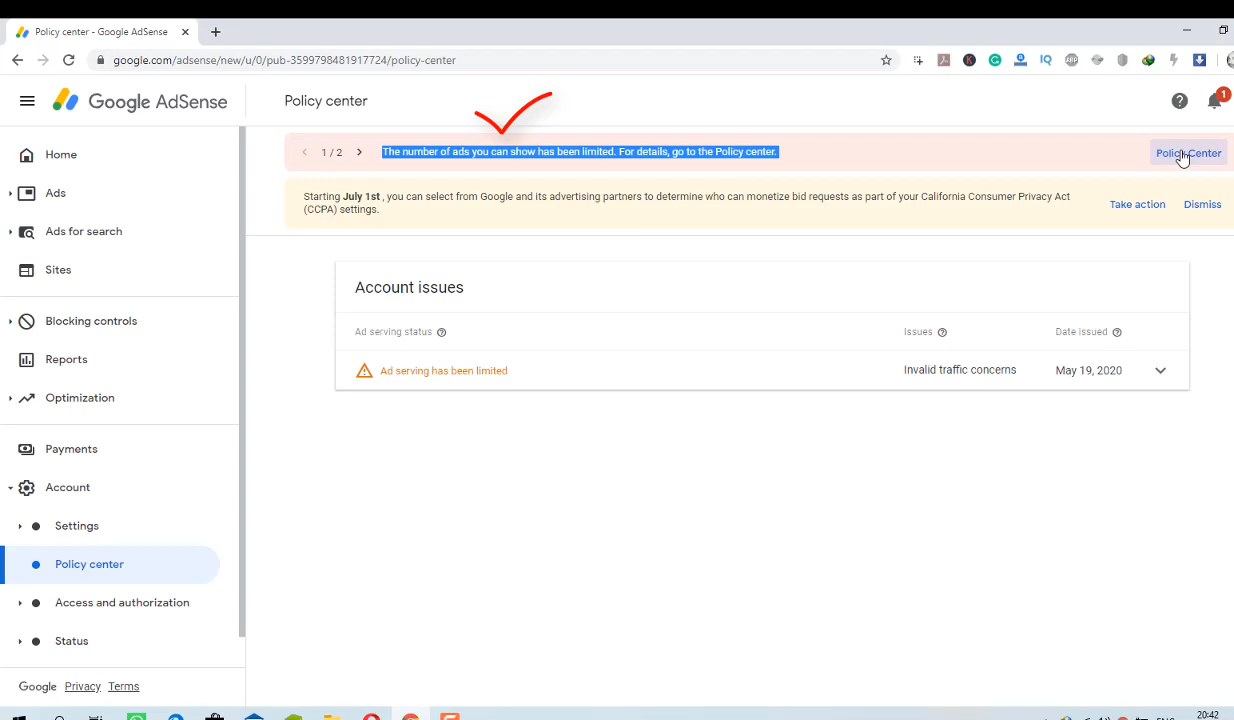 Policy center - Google AdSense
google.com/adsense/new/u/0/pub-3599798481917724/policy-center
Google AdSense
Policy center
1
1 / 2
The number of ads you can show has been limited. For details, go to the Policy center.
Policy Center
Starting July 1st , you can select from Google and its advertising partners to determine who can monetize bid requests as part of your California Consumer Privacy Act
(CCPA) settings.
Take action
Dismiss
Home
Ads
Ads for search
Sites
Blocking controls
Reports
Optimization
Payments
Account
Settings
Policy center
Access and authorization
Status
Google Privacy Terms
Account issues
Ad serving status
Issues
Date issued
Ad serving has been limited
Invalid traffic concerns
May 19, 2020
20:42